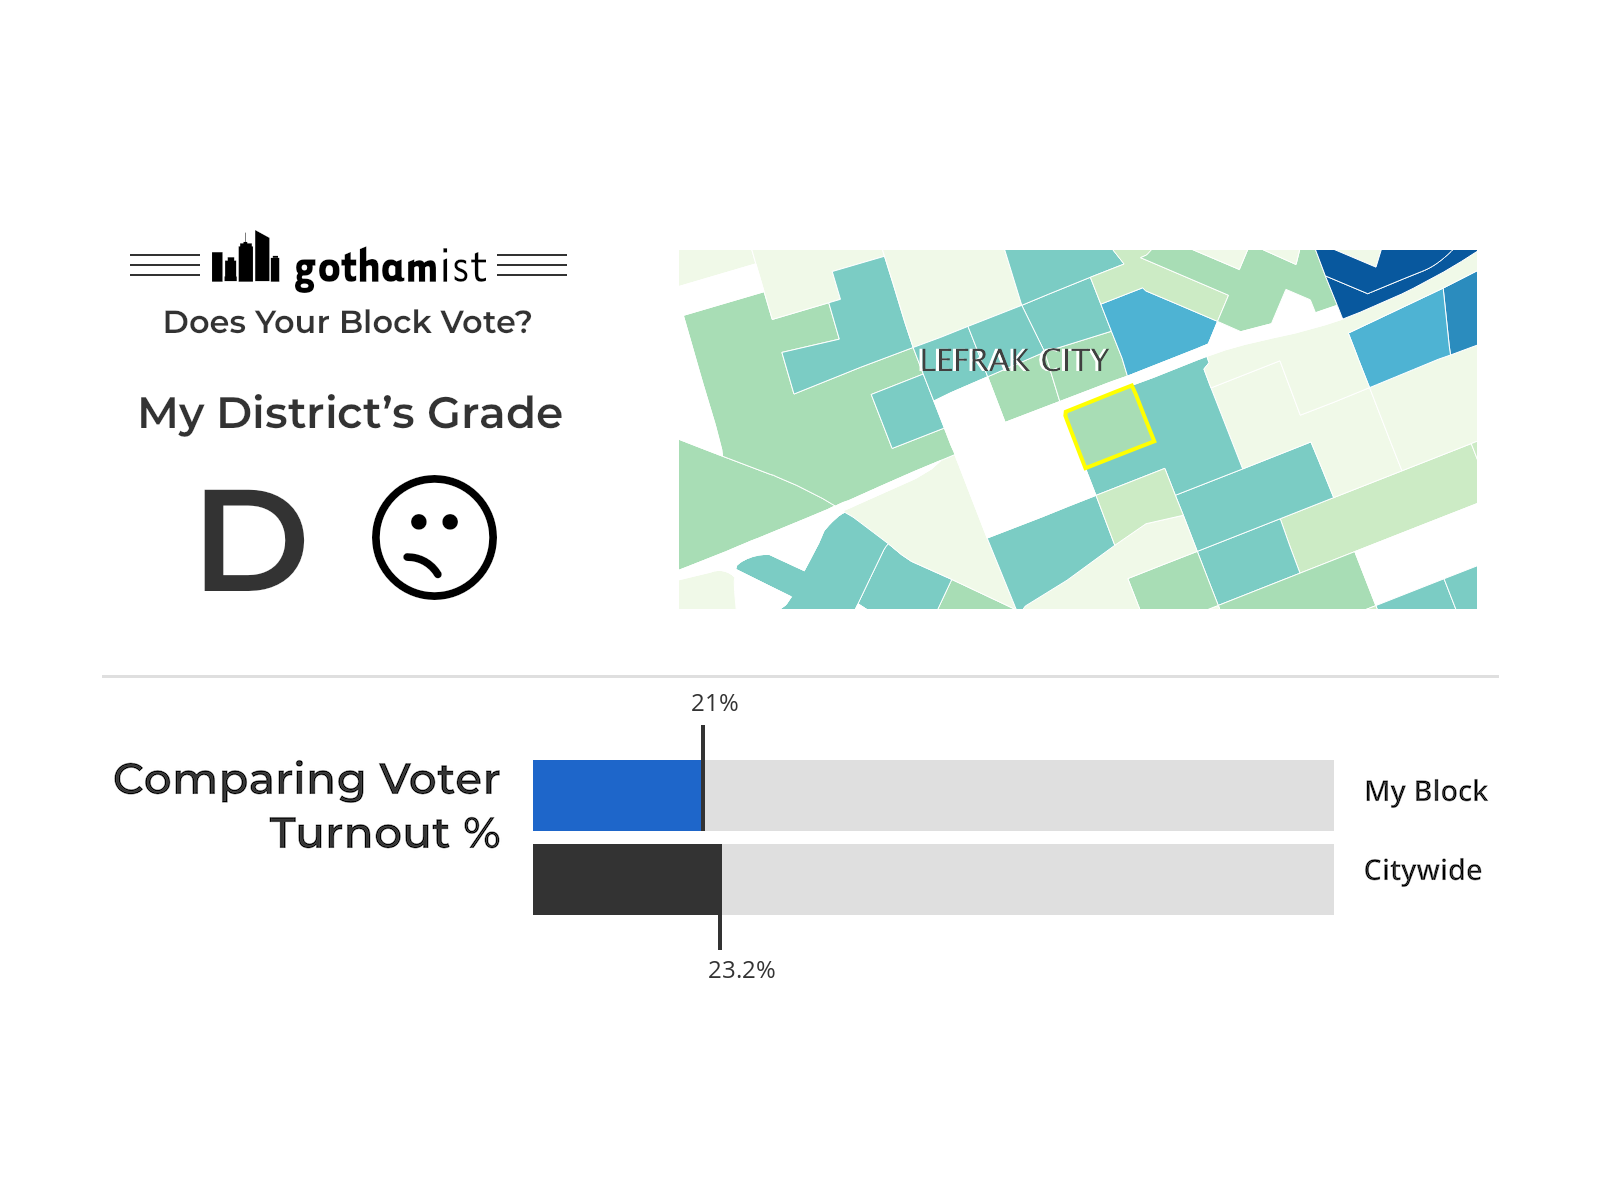 gothamist
Does Your Block Vote?
My District’s Grade
D
LEFRAK CITY
21%
Comparing Voter
Turnout %
My Block
Citywide
23.2%